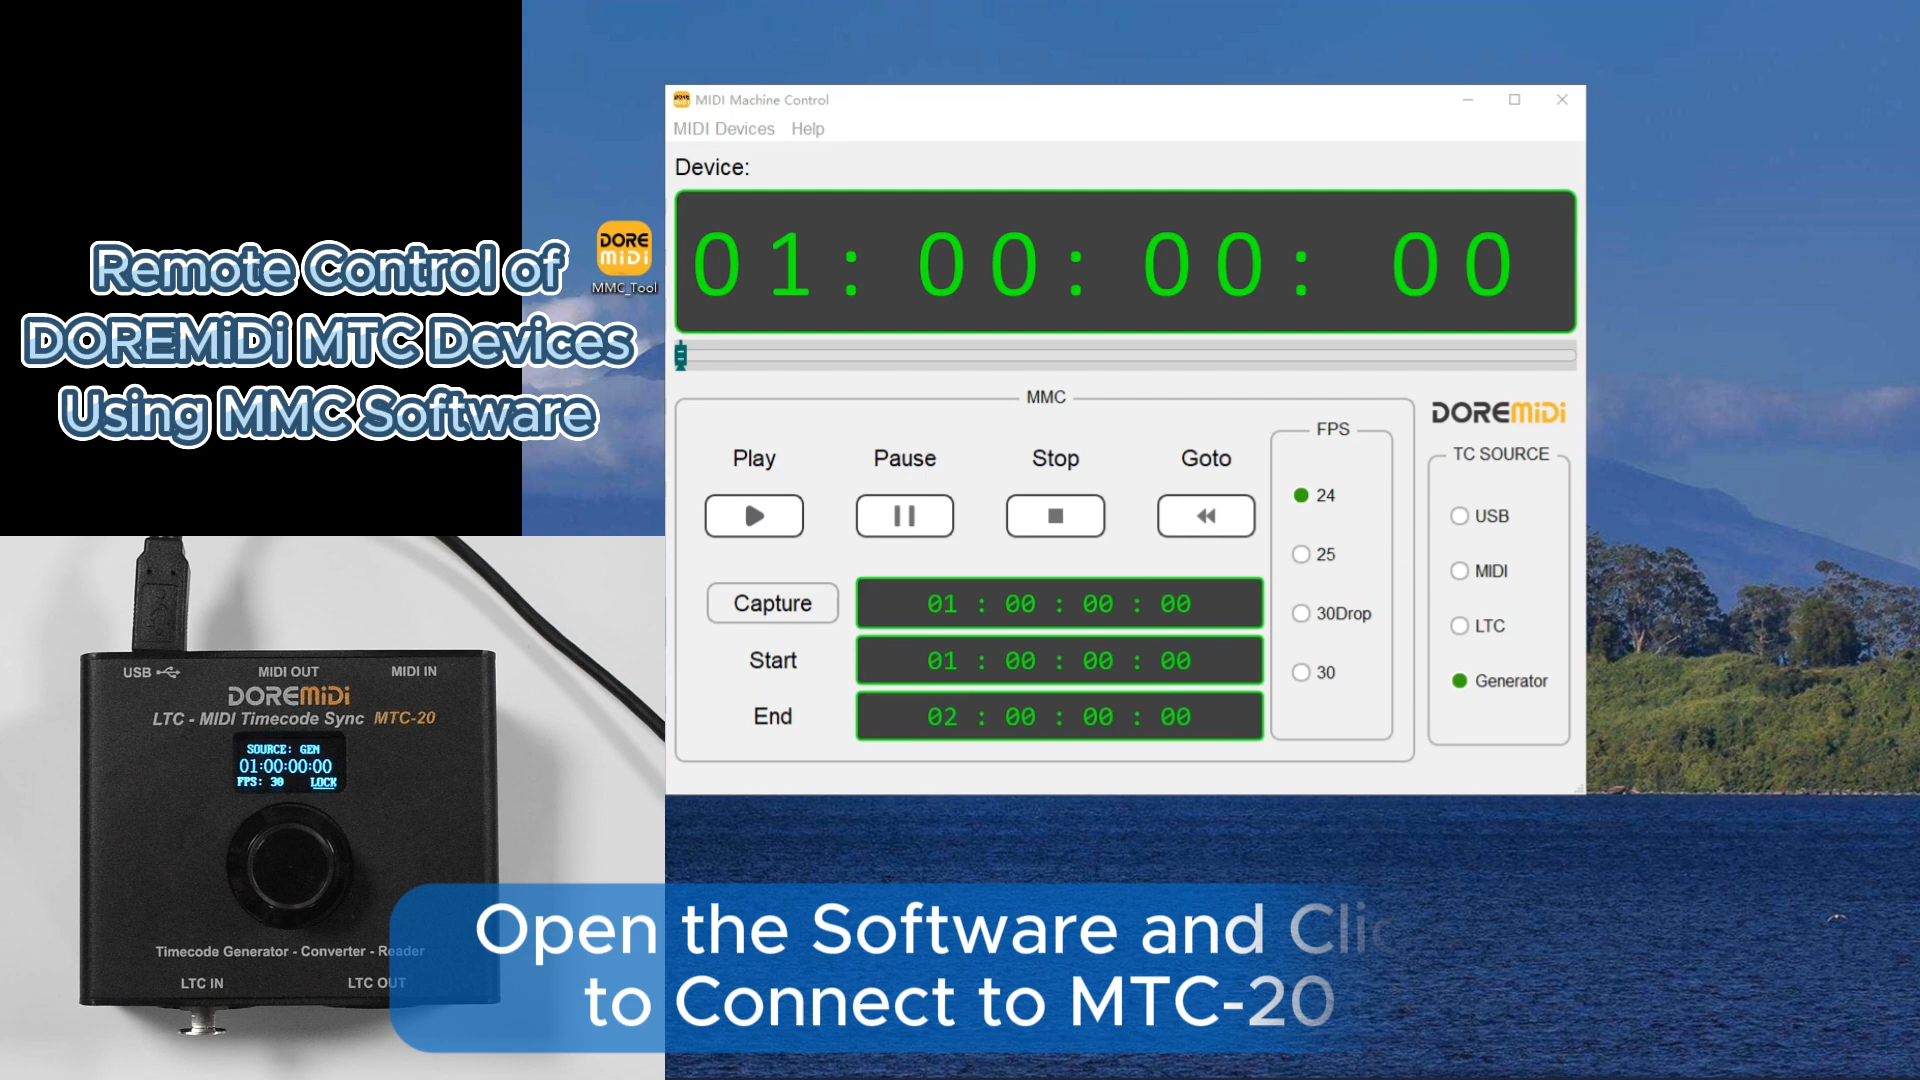 Remote Control of
DOREMiDi MTC Devices
Using MMC Software
DORE
MiDi
MMC_Tool
MIDI Machine Control
MIDI Devices Help
Device:
01: 00: 00: 00
MMC
Play Pause Stop Goto
Capture 01 : 00 : 00 : 00
Start 01 : 00 : 00 : 00
End 02 : 00 : 00 : 00
FPS
24
25
30Drop
30
DOREMiDi
TC SOURCE
USB
MIDI
LTC
Generator
USB MIDI OUT MIDI IN
DOREMiDi
LTC - MIDI Timecode Sync MTC-20
SOURCE: GEN
01:00:00:00
FPS: 30 LOCK
Timecode Generator - Converter - Reader
LTC IN LTC OUT
Open the Software and Clic
to Connect to MTC-20